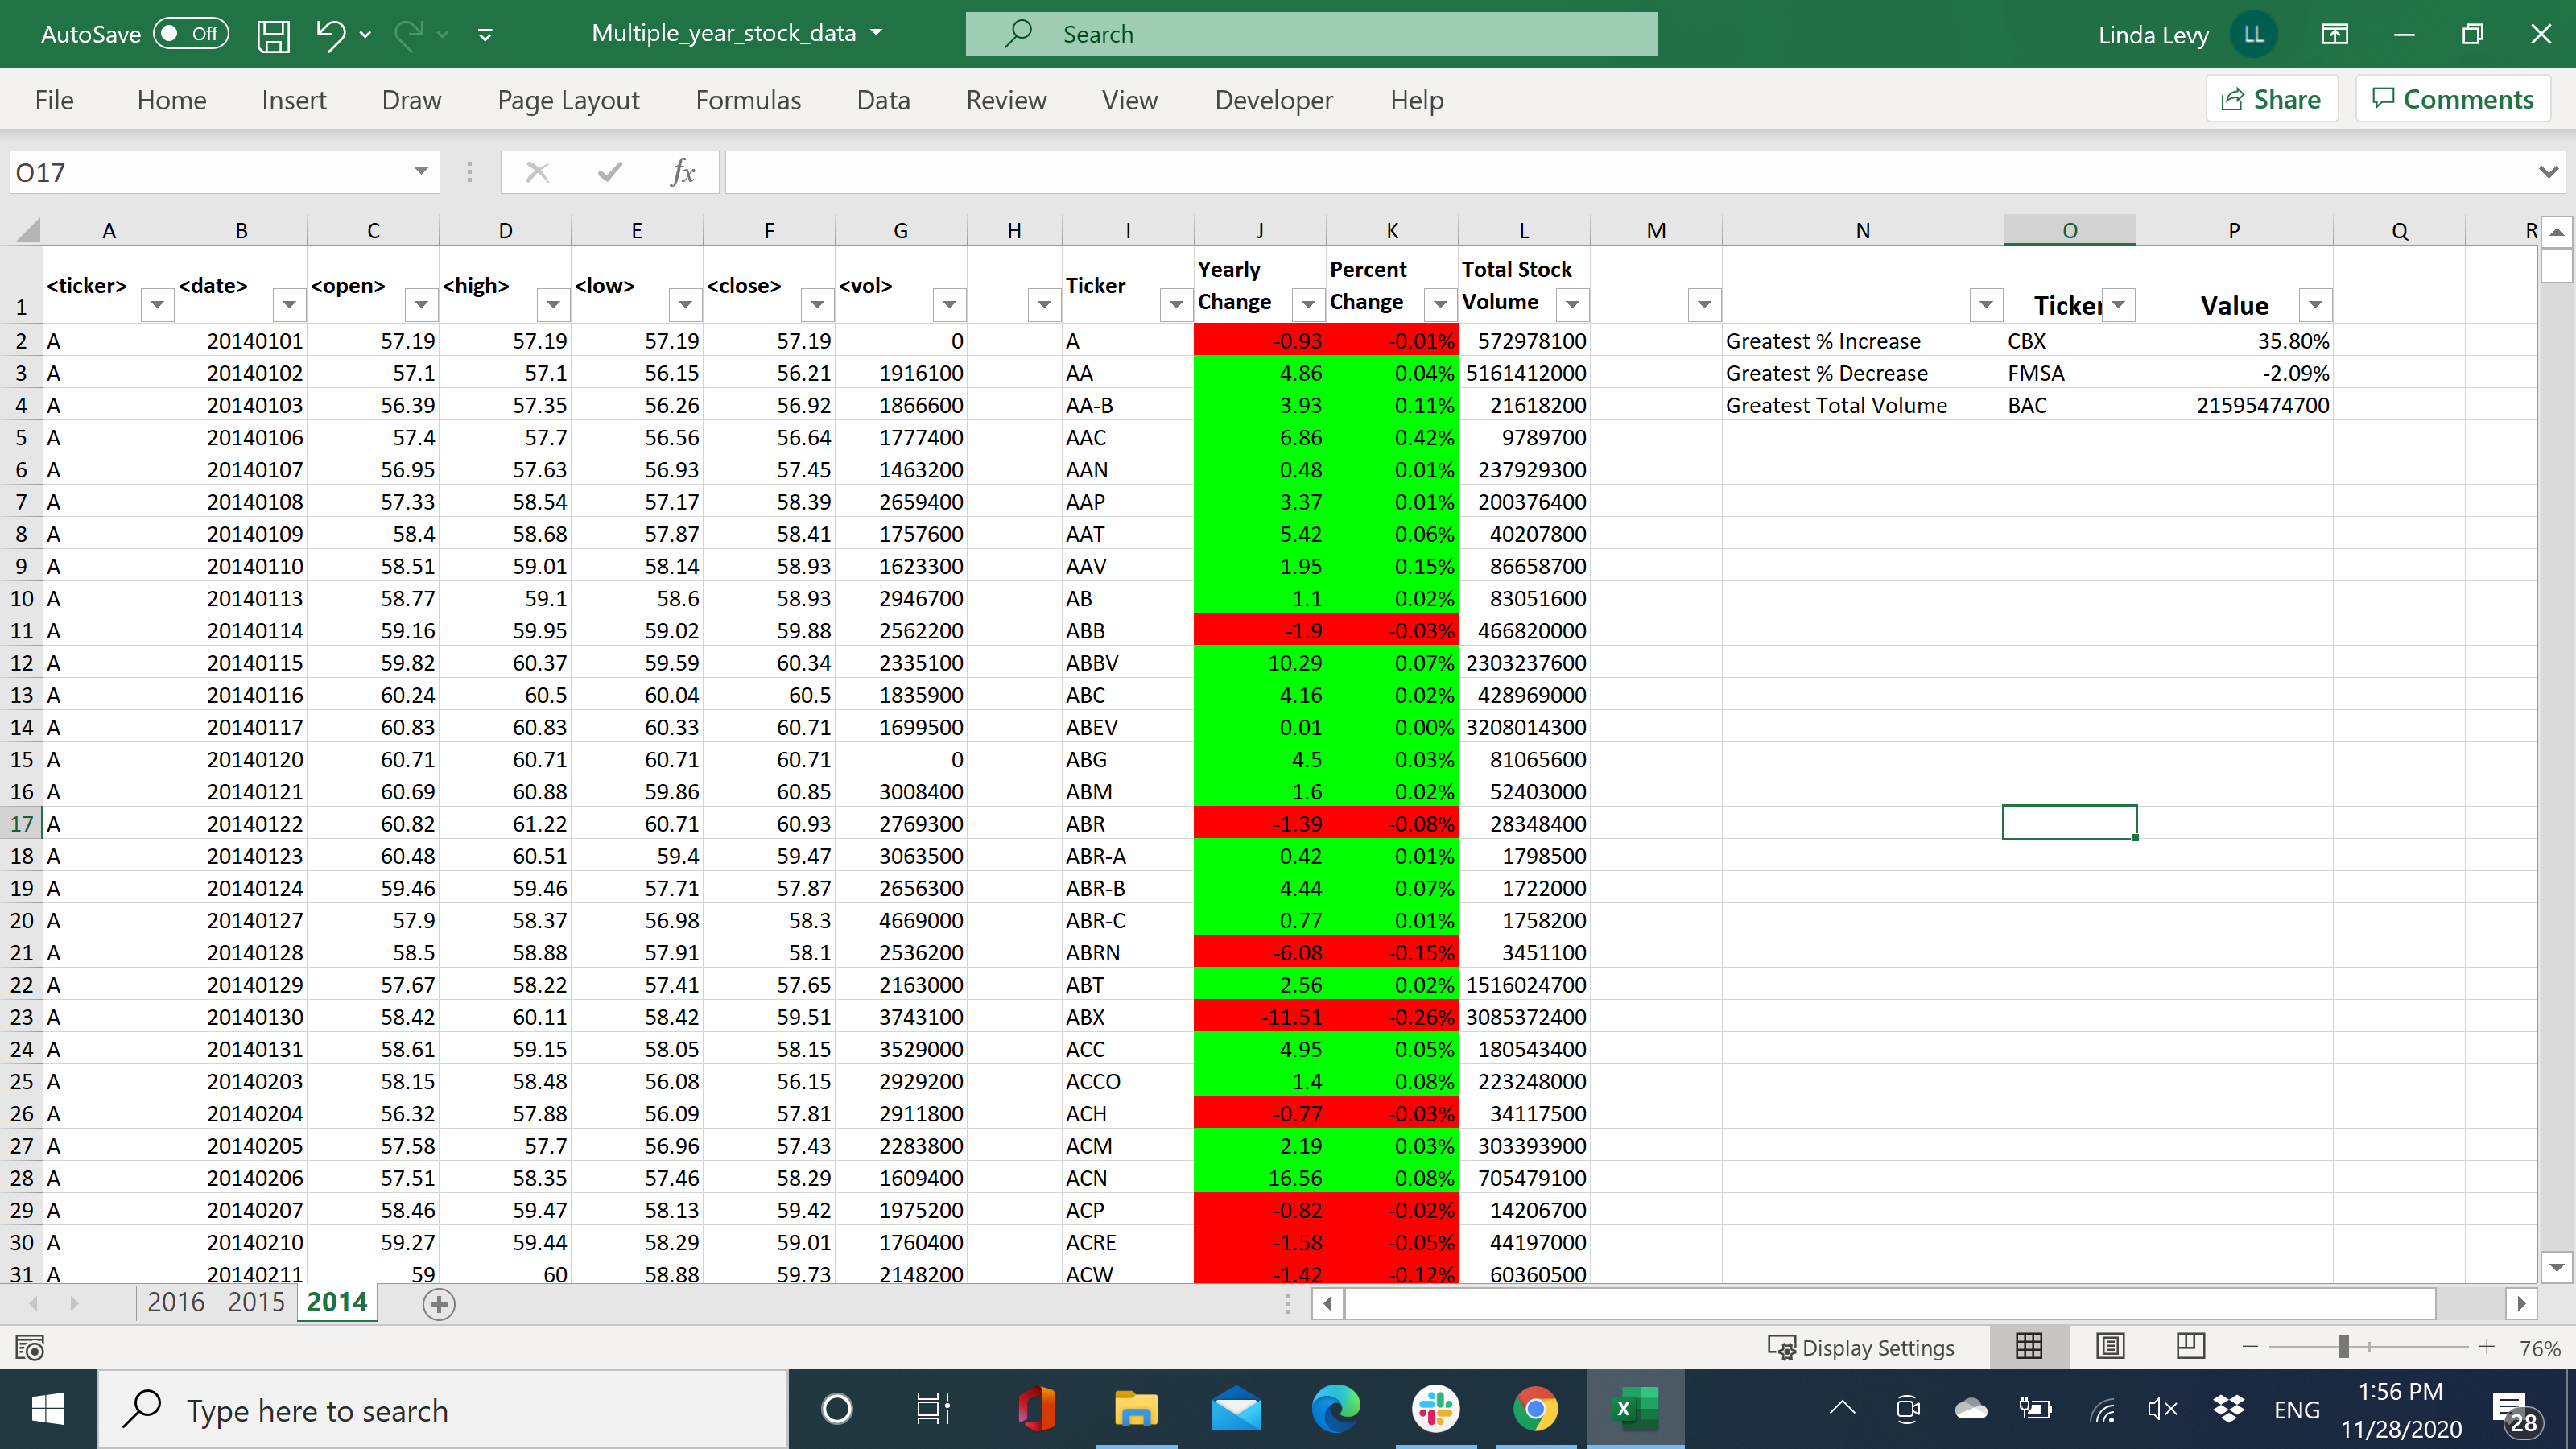 AutoSave Off Multiple_year_stock_data Search Linda Levy LL
File Home Insert Draw Page Layout Formulas Data Review View Developer Help Share Comments
O17 fx
A B C D E F G H I J K L M N O P Q R
1 <ticker> <date> <open> <high> <low> <close> <vol> Ticker Yearly Change Percent Change Total Stock Volume Ticker Value
2 A 20140101 57.19 57.19 57.19 57.19 0 A -0.93 -0.01% 572978100 Greatest % Increase CBX 35.80%
3 A 20140102 57.1 57.1 56.15 56.21 1916100 AA 4.86 0.04% 5161412000 Greatest % Decrease FMSA -2.09%
4 A 20140103 56.39 57.35 56.26 56.92 1866600 AA-B 3.93 0.11% 21618200 Greatest Total Volume BAC 21595474700
5 A 20140106 57.4 57.7 56.56 56.64 1777400 AAC 6.86 0.42% 9789700
6 A 20140107 56.95 57.63 56.93 57.45 1463200 AAN 0.48 0.01% 237929300
7 A 20140108 57.33 58.54 57.17 58.39 2659400 AAP 3.37 0.01% 200376400
8 A 20140109 58.4 58.68 57.87 58.41 1757600 AAT 5.42 0.06% 40207800
9 A 20140110 58.51 59.01 58.14 58.93 1623300 AAV 1.95 0.15% 86658700
10 A 20140113 58.77 59.1 58.6 58.93 2946700 AB 1.1 0.02% 83051600
11 A 20140114 59.16 59.95 59.02 59.88 2562200 ABB -1.9 -0.03% 466820000
12 A 20140115 59.82 60.37 59.59 60.34 2335100 ABBV 10.29 0.07% 2303237600
13 A 20140116 60.24 60.5 60.04 60.5 1835900 ABC 4.16 0.02% 428969000
14 A 20140117 60.83 60.83 60.33 60.71 1699500 ABEV 0.01 0.00% 3208014300
15 A 20140120 60.71 60.71 60.71 60.71 0 ABG 4.5 0.03% 81065600
16 A 20140121 60.69 60.88 59.86 60.85 3008400 ABM 1.6 0.02% 52403000
17 A 20140122 60.82 61.22 60.71 60.93 2769300 ABR -1.39 -0.08% 28348400
18 A 20140123 60.48 60.51 59.4 59.47 3063500 ABR-A 0.42 0.01% 1798500
19 A 20140124 59.46 59.46 57.71 57.87 2656300 ABR-B 4.44 0.07% 1722000
20 A 20140127 57.9 58.37 56.98 58.3 4669000 ABR-C 0.77 0.01% 1758200
21 A 20140128 58.5 58.88 57.91 58.1 2536200 ABRN -6.08 -0.15% 3451100
22 A 20140129 57.67 58.22 57.41 57.65 2163000 ABT 2.56 0.02% 1516024700
23 A 20140130 58.42 60.11 58.42 59.51 3743100 ABX -11.51 -0.26% 3085372400
24 A 20140131 58.61 59.15 58.05 58.15 3529000 ACC 4.95 0.05% 180543400
25 A 20140203 58.15 58.48 56.08 56.15 2929200 ACCO 1.4 0.08% 223248000
26 A 20140204 56.32 57.88 56.09 57.81 2911800 ACH -0.77 -0.03% 34117500
27 A 20140205 57.58 57.7 56.96 57.43 2283800 ACM 2.19 0.03% 303393900
28 A 20140206 57.51 58.35 57.46 58.29 1609400 ACN 16.56 0.08% 705479100
29 A 20140207 58.46 59.47 58.13 59.42 1975200 ACP -0.82 -0.02% 14206700
30 A 20140210 59.27 59.44 58.29 59.01 1760400 ACRE -1.58 -0.05% 44197000
31 A 20140211 59 60 58.88 59.73 2148200 ACW -1.42 -0.12% 60360500
2016 2015 2014
Display Settings 76%
Type here to search ENG 1:56 PM
11/28/2020 28